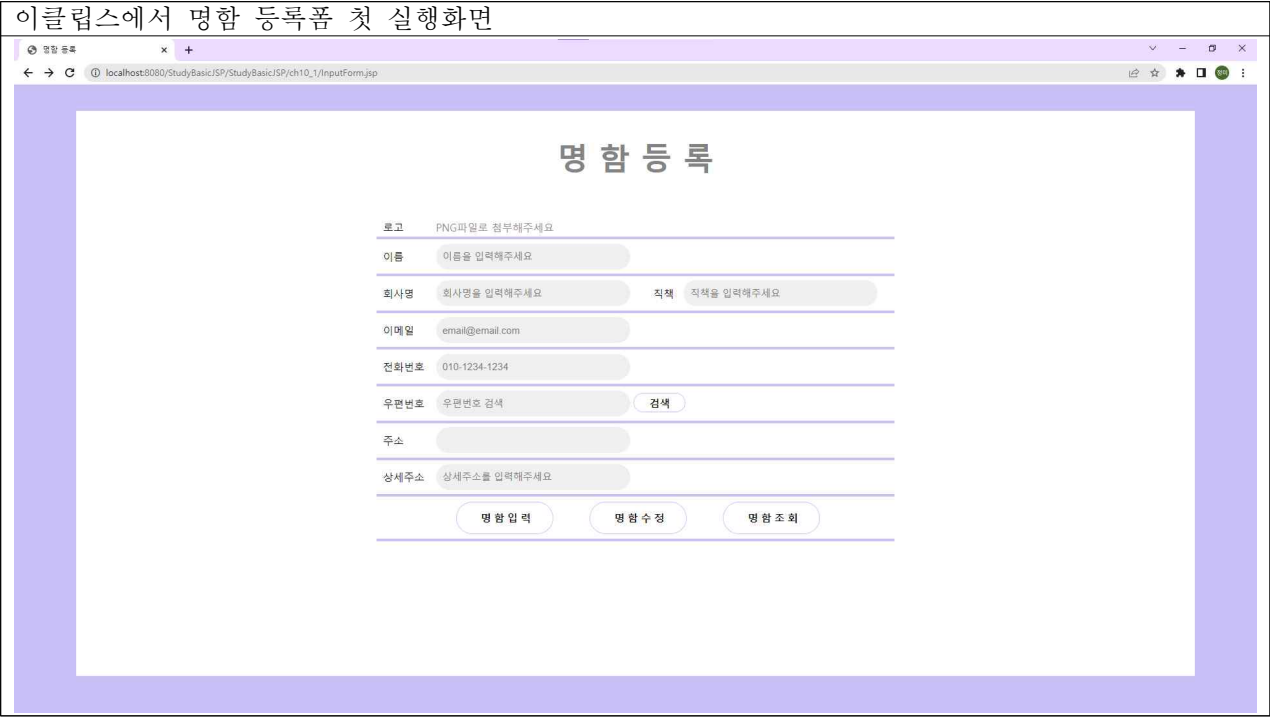 이클립스에서 명함 등록폼 첫 실행화면
명함 등록
localhost:8080/StudyBasicJSP/StudyBasicJSP/ch10_1/InputForm.jsp
명 함 등 록
로고 PNG파일로 첨부해주세요
이름 이름을 입력해주세요
회사명 회사명을 입력해주세요 직책 직책을 입력해주세요
이메일 email@email.com
전화번호 010-1234-1234
우편번호 우편번호 검색 검색
주소
상세주소 상세주소를 입력해주세요
명 함 입 력 명 함 수 정 명 함 조 회